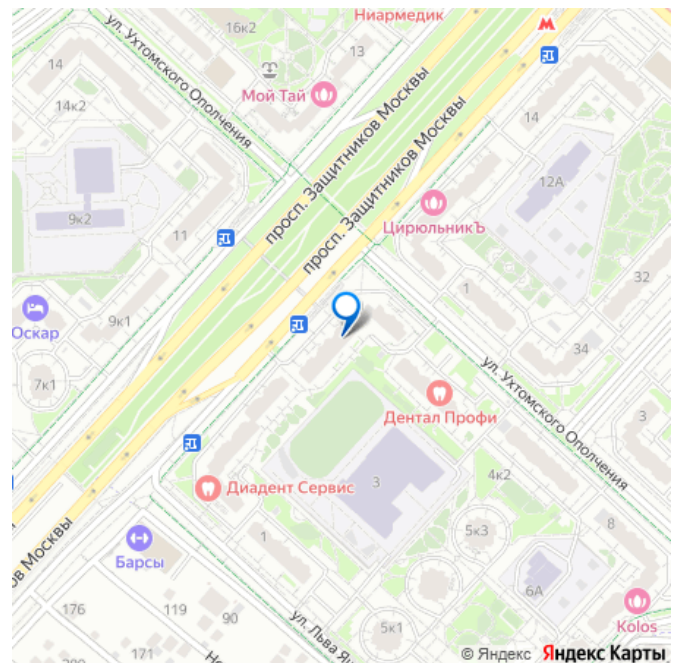 Ниармедик
16к2
ул. Ухтомского Ополчения
14
13
Мой Тай
14к2
просп. Защитников Москвы
просп. Защитников Москвы
14
12А
9к2
11
ЦирюльникЪ
Оскар
9к1
1
32
34
7к1
ул. Ухтомского Ополчения
3
Дентал Профи
Диадент Сервис
3
4к2
1
5к3
8
ов Москвы
Барсы
6А
176
119
90
ул. Льва Я
Kolos
5к1
171
© Яндекс Яндекс Карты